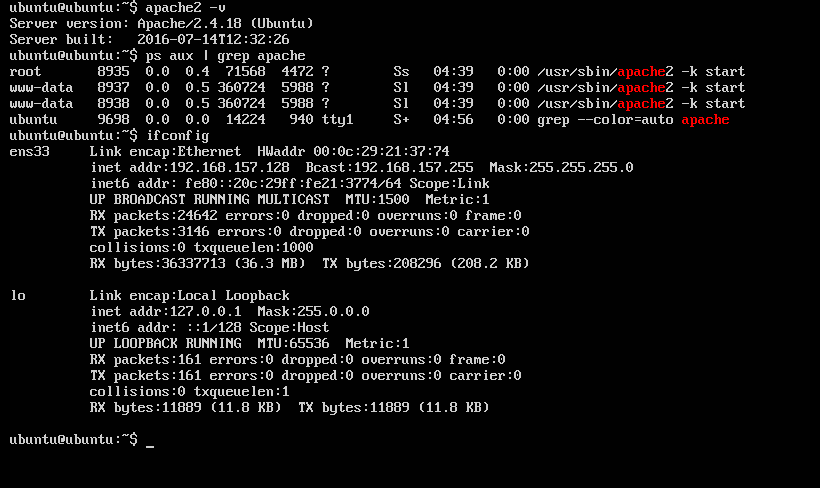 ubuntu@ubuntu:~$ apache2 -v
Server version: Apache/2.4.18 (Ubuntu)
Server built:   2016-07-14T12:32:26
ubuntu@ubuntu:~$ ps aux | grep apache
root       8935  0.0  0.4  71568  4472 ?        Ss   04:39   0:00 /usr/sbin/apache2 -k start
www-data   8937  0.0  0.5 360724  5988 ?        Sl   04:39   0:00 /usr/sbin/apache2 -k start
www-data   8938  0.0  0.5 360724  5988 ?        Sl   04:39   0:00 /usr/sbin/apache2 -k start
ubuntu     9698  0.0  0.0  14224   940 tty1     S+   04:56   0:00 grep --color=auto apache
ubuntu@ubuntu:~$ ifconfig
ens33     Link encap:Ethernet  HWaddr 00:0c:29:21:37:74
          inet addr:192.168.157.128  Bcast:192.168.157.255  Mask:255.255.255.0
          inet6 addr: fe80::20c:29ff:fe21:3774/64 Scope:Link
          UP BROADCAST RUNNING MULTICAST  MTU:1500  Metric:1
          RX packets:24642 errors:0 dropped:0 overruns:0 frame:0
          TX packets:3146 errors:0 dropped:0 overruns:0 carrier:0
          collisions:0 txqueuelen:1000
          RX bytes:36337713 (36.3 MB)  TX bytes:208296 (208.2 KB)

lo        Link encap:Local Loopback
          inet addr:127.0.0.1  Mask:255.0.0.0
          inet6 addr: ::1/128 Scope:Host
          UP LOOPBACK RUNNING  MTU:65536  Metric:1
          RX packets:161 errors:0 dropped:0 overruns:0 frame:0
          TX packets:161 errors:0 dropped:0 overruns:0 carrier:0
          collisions:0 txqueuelen:1
          RX bytes:11889 (11.8 KB)  TX bytes:11889 (11.8 KB)

ubuntu@ubuntu:~$ _